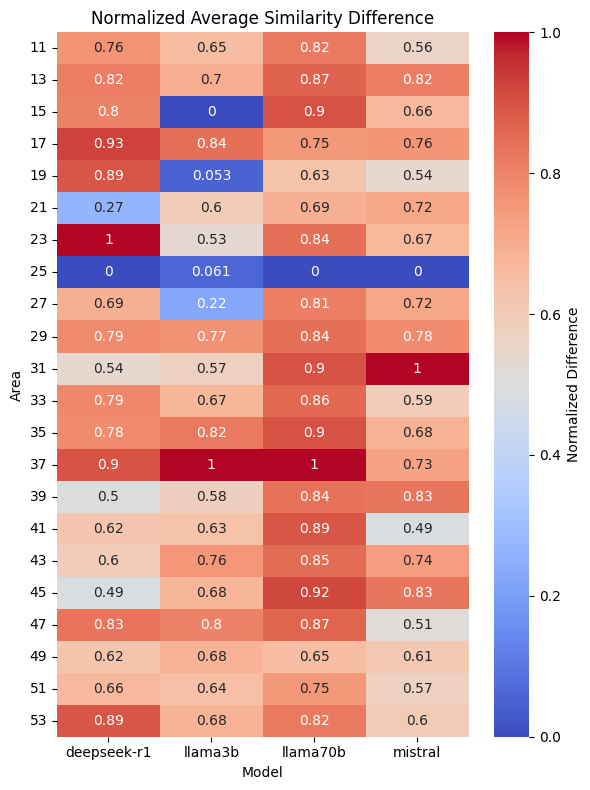 Normalized Average Similarity Difference
11 0.76 0.65 0.82 0.56
13 0.82 0.7 0.87 0.82
15 0.8 0 0.9 0.66
17 0.93 0.84 0.75 0.76
19 0.89 0.053 0.63 0.54
21 0.27 0.6 0.69 0.72
23 1 0.53 0.84 0.67
25 0 0.061 0 0
27 0.69 0.22 0.81 0.72
29 0.79 0.77 0.84 0.78
31 0.54 0.57 0.9 1
33 0.79 0.67 0.86 0.59
35 0.78 0.82 0.9 0.68
37 0.9 1 1 0.73
39 0.5 0.58 0.84 0.83
41 0.62 0.63 0.89 0.49
43 0.6 0.76 0.85 0.74
45 0.49 0.68 0.92 0.83
47 0.83 0.8 0.87 0.51
49 0.62 0.68 0.65 0.61
51 0.66 0.64 0.75 0.57
53 0.89 0.68 0.82 0.6
deepseek-r1 llama3b llama70b mistral
Model
Area
1.0
0.8
0.6
0.4
0.2
0.0
Normalized Difference